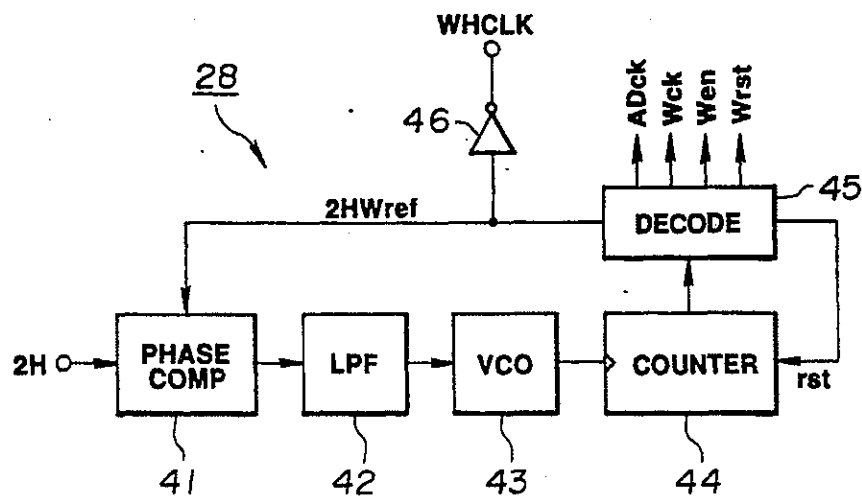 WHCLK
28
46
ADck
Wck
Wen
Wrst
45
2HWref
DECODE
2H
PHASE
COMP
LPF
VCO
COUNTER
rst
41
42
43
44